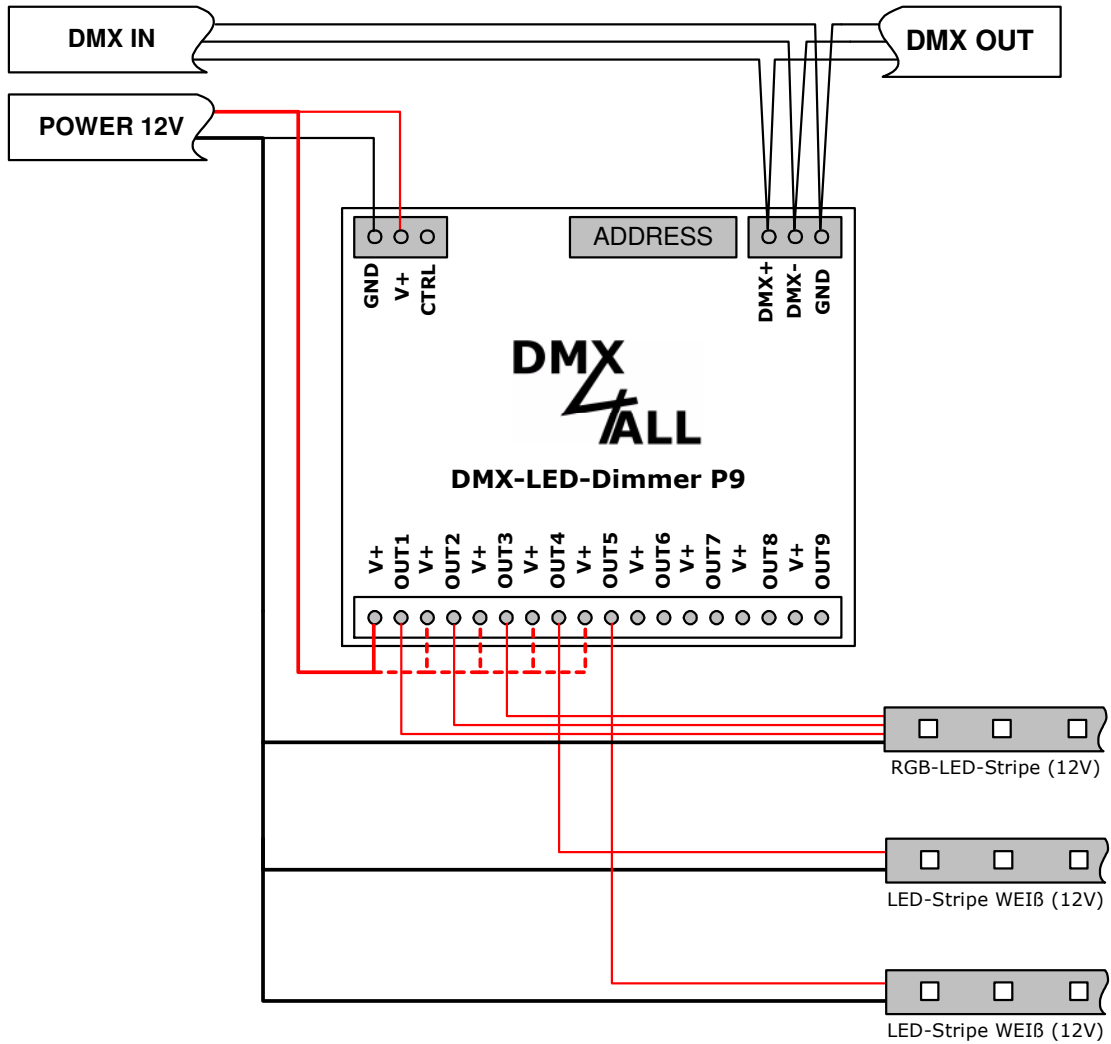 DMX IN
DMX OUT
POWER 12V
ADDRESS
GND
V+
CTRL
DMX+
DMX-
GND
DMX
4
ALL
DMX-LED-Dimmer P9
V+
OUT1
V+
OUT2
V+
OUT3
V+
OUT4
V+
OUT5
V+
OUT6
V+
OUT7
V+
OUT8
V+
OUT9
RGB-LED-Stripe (12V)
LED-Stripe WEIß (12V)
LED-Stripe WEIß (12V)